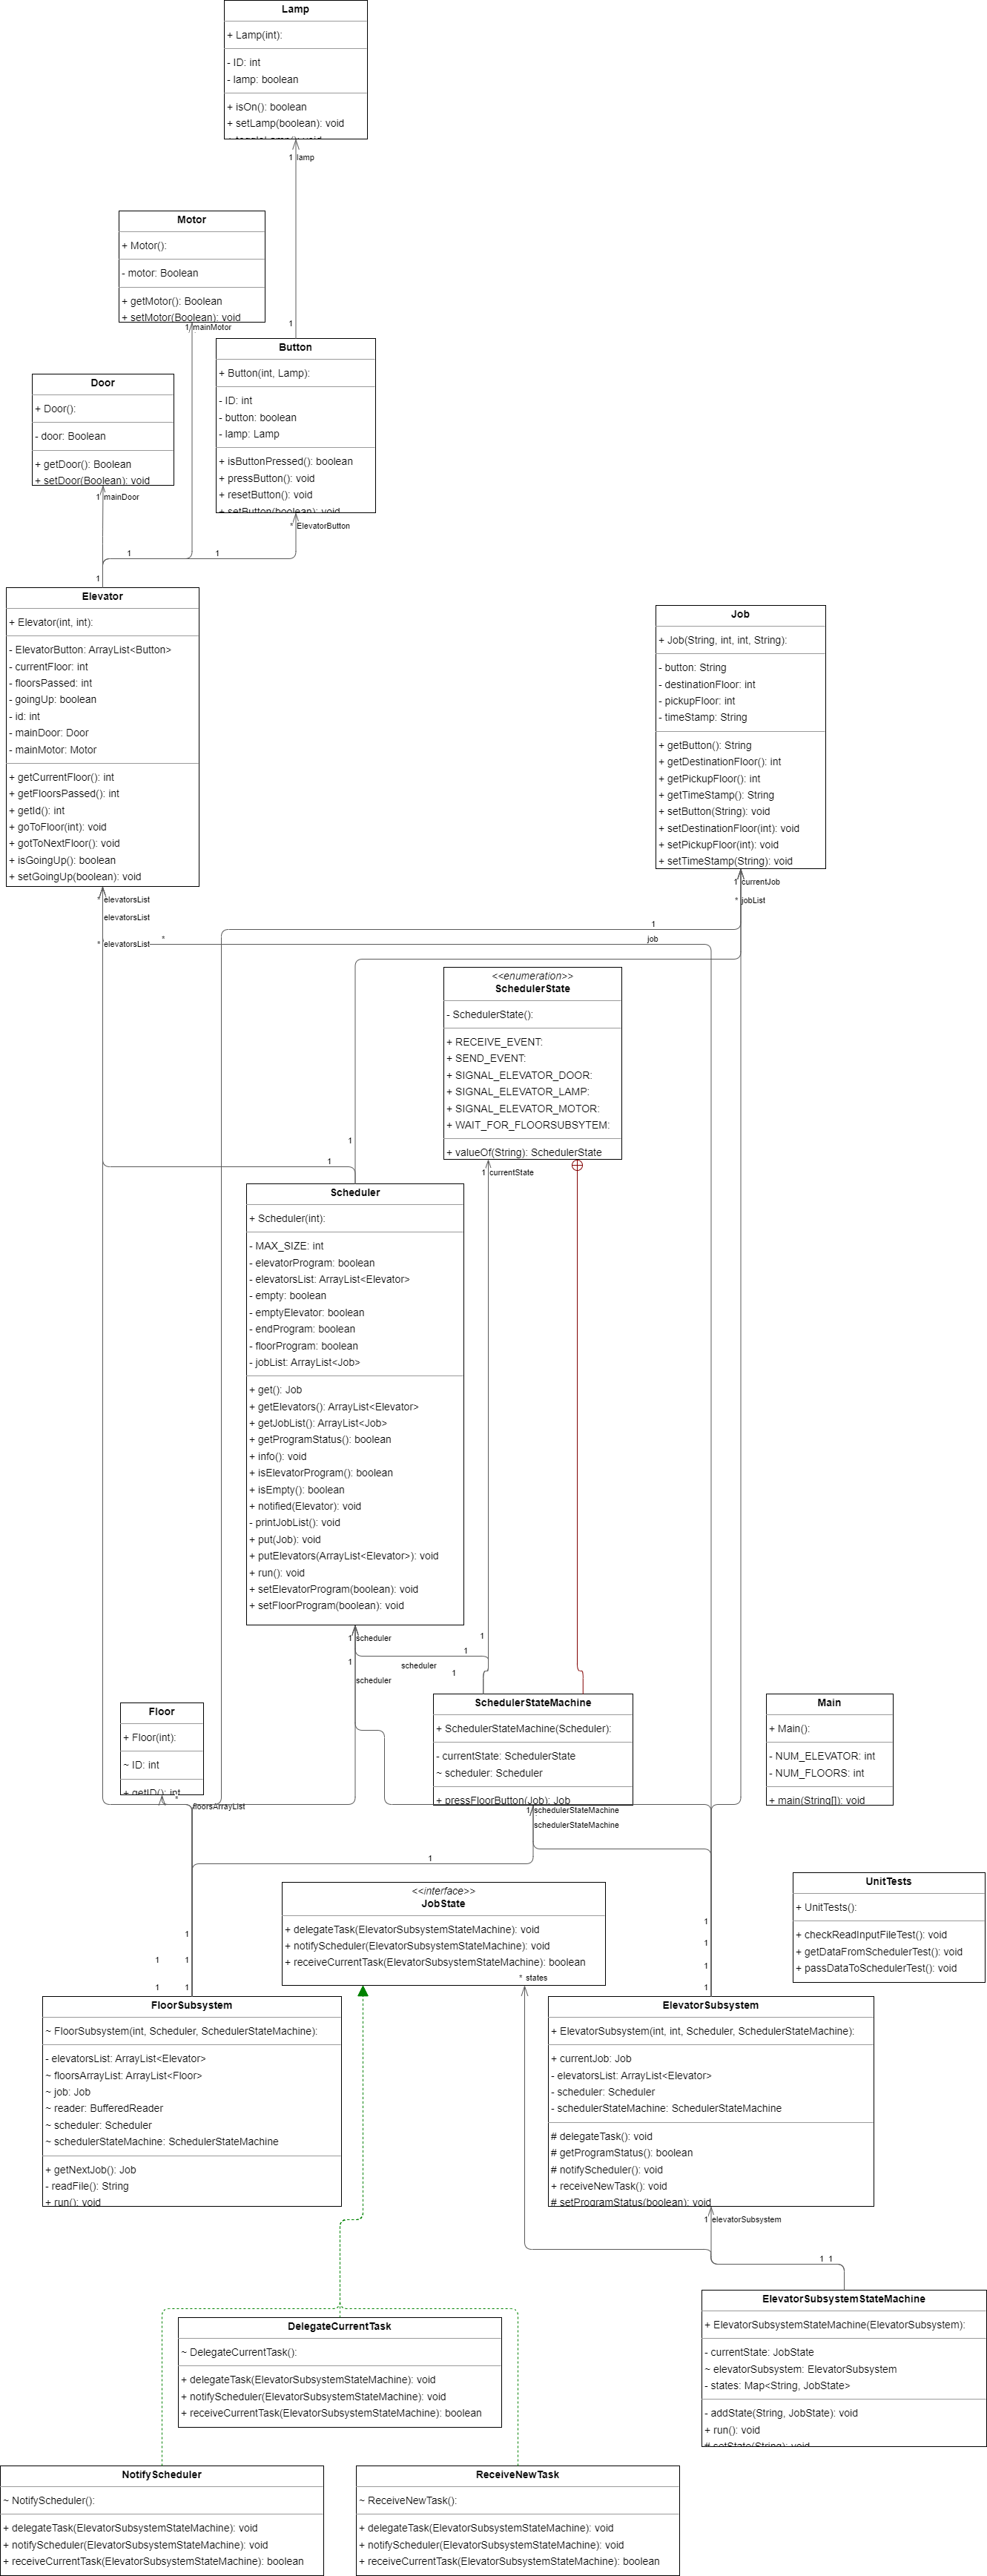 Lamp
+ Lamp(int):
- ID: int
- lamp: boolean
+ isOn(): boolean
+ setLamp(boolean): void
1 lamp
Motor
+ Motor():
- motor: Boolean
+ getMotor(): Boolean
+ setMotor(Boolean): void
1 mainMotor
1
Button
+ Button(int, Lamp):
- ID: int
- button: boolean
- lamp: Lamp
+ isButtonPressed(): boolean
+ pressButton(): void
+ resetButton(): void
+ setButton(boolean): void
* ElevatorButton
Door
+ Door():
- door: Boolean
+ getDoor(): Boolean
+ setDoor(Boolean): void
1 mainDoor
1
1
1
Elevator
+ Elevator(int, int):
- ElevatorButton: ArrayList<Button>
- currentFloor: int
- floorsPassed: int
- goingUp: boolean
- id: int
- mainDoor: Door
- mainMotor: Motor
+ getCurrentFloor(): int
+ getFloorsPassed(): int
+ getId(): int
+ goToFloor(int): void
+ gotToNextFloor(): void
+ isGoingUp(): boolean
+ setGoingUp(boolean): void
* elevatorsList
elevatorsList
* elevatorsList
*
Job
+ Job(String, int, int, String):
- button: String
- destinationFloor: int
- pickupFloor: int
- timeStamp: String
+ getButton(): String
+ getDestinationFloor(): int
+ getPickupFloor(): int
+ getTimeStamp(): String
+ setButton(String): void
+ setDestinationFloor(int): void
+ setPickupFloor(int): void
+ setTimeStamp(String): void
1 currentJob
* jobList
1
job
<<enumeration>>
SchedulerState
- SchedulerState():
+ RECEIVE_EVENT:
+ SEND_EVENT:
+ SIGNAL_ELEVATOR_DOOR:
+ SIGNAL_ELEVATOR_LAMP:
+ SIGNAL_ELEVATOR_MOTOR:
+ WAIT_FOR_FLOORSUBSYTEM:
+ valueOf(String): SchedulerState
1 currentState
1
1
Scheduler
+ Scheduler(int):
- MAX_SIZE: int
- elevatorProgram: boolean
- elevatorsList: ArrayList<Elevator>
- empty: boolean
- emptyElevator: boolean
- endProgram: boolean
- floorProgram: boolean
- jobList: ArrayList<Job>
+ get(): Job
+ getElevators(): ArrayList<Elevator>
+ getJobList(): ArrayList<Job>
+ getProgramStatus(): boolean
+ info(): void
+ isElevatorProgram(): boolean
+ isEmpty(): boolean
+ notified(Elevator): void
- printJobList(): void
+ put(Job): void
+ putElevators(ArrayList<Elevator>): void
+ run(): void
+ setElevatorProgram(boolean): void
+ setFloorProgram(boolean): void
1 scheduler
1
1
1
scheduler
1
scheduler
Floor
+ Floor(int):
~ ID: int
+ getID(): int
*
floorsArrayList
SchedulerStateMachine
+ SchedulerStateMachine(Scheduler):
- currentState: SchedulerState
~ scheduler: Scheduler
+ pressFloorButton(Job): Job
1 schedulerStateMachine
schedulerStateMachine
1
Main
+ Main():
- NUM_ELEVATOR: int
- NUM_FLOORS: int
+ main(String[]): void
UnitTests
+ UnitTests():
+ checkReadInputFileTest(): void
+ getDataFromSchedulerTest(): void
+ passDataToSchedulerTest(): void
<<interface>>
JobState
+ delegateTask(ElevatorSubsystemStateMachine): void
+ notifyScheduler(ElevatorSubsystemStateMachine): void
+ receiveCurrentTask(ElevatorSubsystemStateMachine): boolean
* states
1
1
1
1
1
1
1
1
1
FloorSubsystem
~ FloorSubsystem(int, Scheduler, SchedulerStateMachine):
- elevatorsList: ArrayList<Elevator>
~ floorsArrayList: ArrayList<Floor>
~ job: Job
~ reader: BufferedReader
~ scheduler: Scheduler
~ schedulerStateMachine: SchedulerStateMachine
+ getNextJob(): Job
- readFile(): String
+ run(): void
ElevatorSubsystem
+ ElevatorSubsystem(int, int, Scheduler, SchedulerStateMachine):
+ currentJob: Job
- elevatorsList: ArrayList<Elevator>
- scheduler: Scheduler
- schedulerStateMachine: SchedulerStateMachine
# delegateTask(): void
# getProgramStatus(): boolean
# notifyScheduler(): void
+ receiveNewTask(): void
# setProgramStatus(boolean): void
1 elevatorSubsystem
1 1
ElevatorSubsystemStateMachine
+ ElevatorSubsystemStateMachine(ElevatorSubsystem):
- currentState: JobState
~ elevatorSubsystem: ElevatorSubsystem
- states: Map<String, JobState>
- addState(String, JobState): void
+ run(): void
# setState(String): void
DelegateCurrentTask
~ DelegateCurrentTask():
+ delegateTask(ElevatorSubsystemStateMachine): void
+ notifyScheduler(ElevatorSubsystemStateMachine): void
+ receiveCurrentTask(ElevatorSubsystemStateMachine): boolean
NotifyScheduler
~ NotifyScheduler():
+ delegateTask(ElevatorSubsystemStateMachine): void
+ notifyScheduler(ElevatorSubsystemStateMachine): void
+ receiveCurrentTask(ElevatorSubsystemStateMachine): boolean
ReceiveNewTask
~ ReceiveNewTask():
+ delegateTask(ElevatorSubsystemStateMachine): void
+ notifyScheduler(ElevatorSubsystemStateMachine): void
+ receiveCurrentTask(ElevatorSubsystemStateMachine): boolean